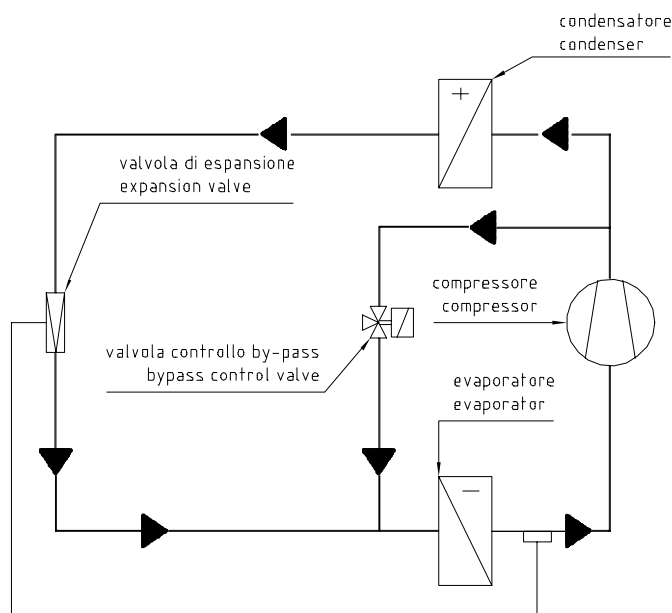 condensatore
condenser
+
valvola di espansione
expansion valve
compressore
compressor
valvola controllo by-pass
bypass control valve
evaporatore
evaporator
−